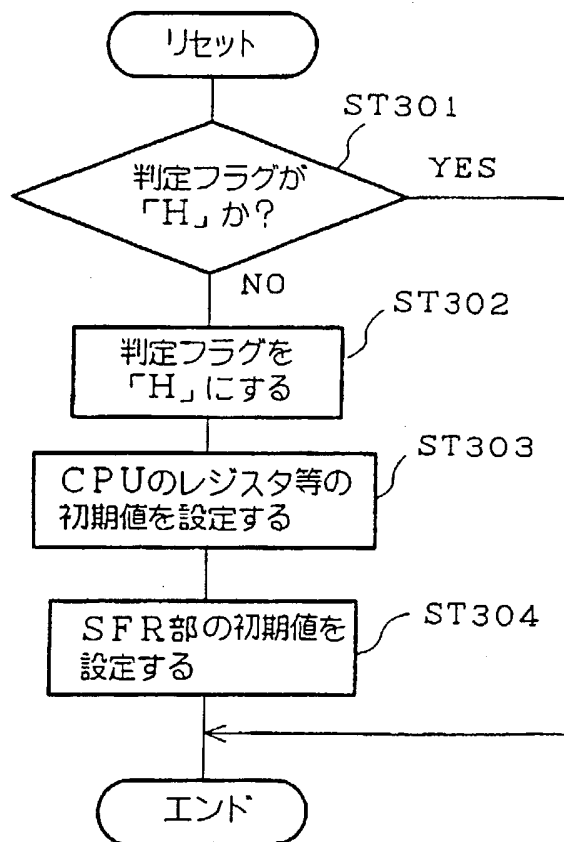 リセット
ST301
判定フラグが
「H」か?
YES
NO
ST302
判定フラグを
「H」にする
ST303
CPUのレジスタ等の
初期値を設定する
ST304
SFR部の初期値を
設定する
エンド